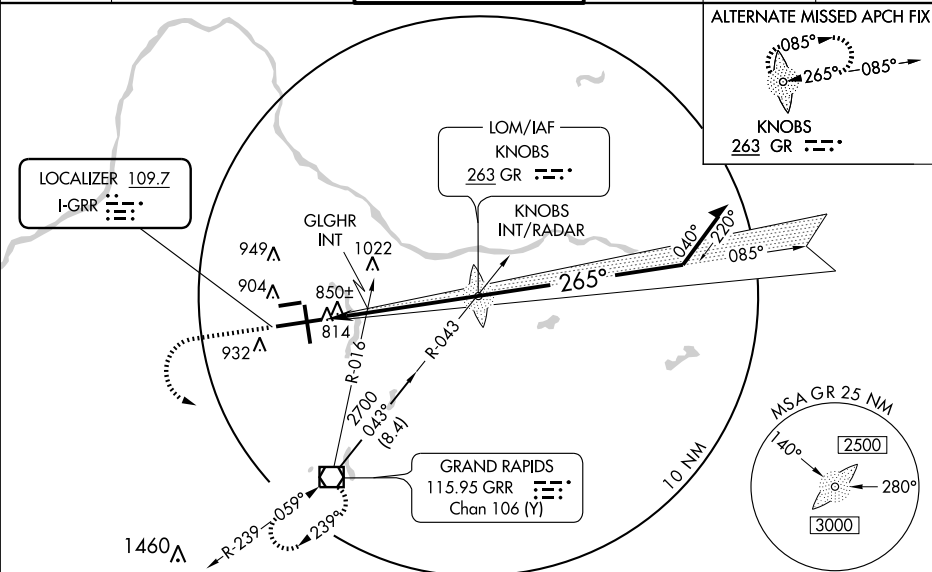 ALTERNATE MISSED APCH FIX
085°
265°
085°
KNOBS
263 GR
LOM/IAF
KNOBS
263 GR
LOCALIZER 109.7
I-GRR
GLGHR
INT
1022
KNOBS
INT/RADAR
040°
220°
085°
265°
949
904
850±
814
932
R-016
R-043
2700
043°
(8.4)
10 NM
MSA GR 25 NM
140°
2500
280°
3000
GRAND RAPIDS
115.95 GRR
Chan 106 (Y)
R-239
059°
239°
1460